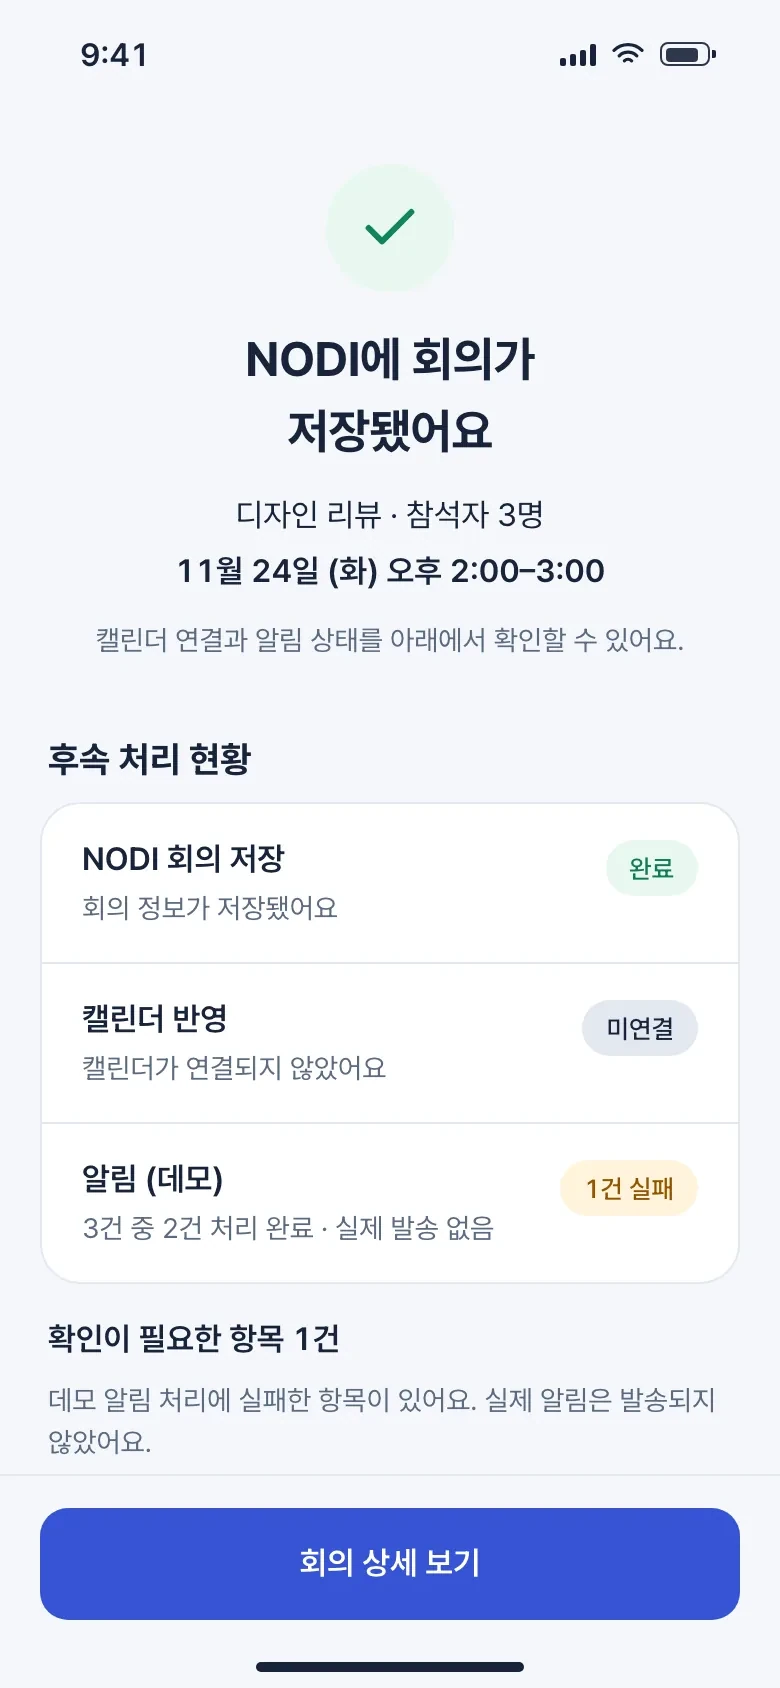 9:41
NODI에 회의가
저장됐어요
디자인 리뷰 · 참석자 3명
11월 24일 (화) 오후 2:00–3:00
캘린더 연결과 알림 상태를 아래에서 확인할 수 있어요.
후속 처리 현황
NODI 회의 저장
완료
회의 정보가 저장됐어요
캘린더 반영
미연결
캘린더가 연결되지 않았어요
알림 (데모)
1건 실패
3건 중 2건 처리 완료 · 실제 발송 없음
확인이 필요한 항목 1건
데모 알림 처리에 실패한 항목이 있어요. 실제 알림은 발송되지
않았어요.
회의 상세 보기